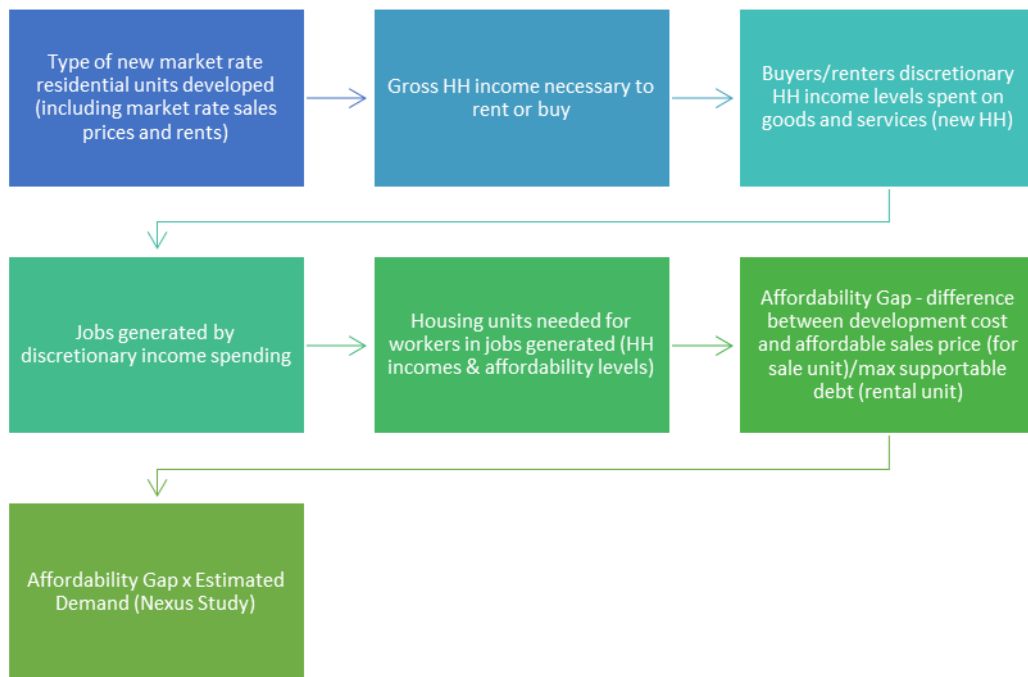 Type of new market rate
residential units developed
(including market rate sales
prices and rents)
Gross HH income necessary to
rent or buy
Buyers/renters discretionary
HH income levels spent on
goods and services (new HH)
Jobs generated by
discretionary income spending
Housing units needed for
workers in jobs generated (HH
incomes & affordability levels)
Affordability Gap - difference
between development cost
and affordable sales price (for
sale unit)/max supportable
debt (rental unit)
Affordability Gap x Estimated
Demand (Nexus Study)